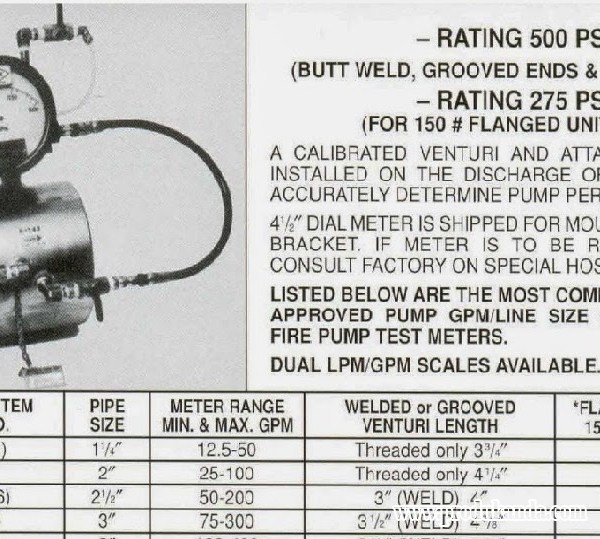 – RATING 500 PS
(BUTT WELD, GROOVED ENDS &
– RATING 275 PS
(FOR 150 # FLANGED UNI
A CALIBRATED VENTURI AND ATTA
INSTALLED ON THE DISCHARGE OF
ACCURATELY DETERMINE PUMP PER
4½" DIAL METER IS SHIPPED FOR MOU
BRACKET. IF METER IS TO BE R
CONSULT FACTORY ON SPECIAL HOS
LISTED BELOW ARE THE MOST COM
APPROVED PUMP GPM/LINE SIZE
FIRE PUMP TEST METERS.
DUAL LPM/GPM SCALES AVAILABLE.
TEM PIPE METER RANGE WELDED or GROOVED *FLA
O. SIZE MIN. & MAX. GPM VENTURI LENGTH 15
) 1¼" 12.5-50 Threaded only 3¾"
2" 25-100 Threaded only 4¼"
6) 2½" 50-200 3" (WELD) 4"
3" 75-300 3½" (WELD) 4⅛"